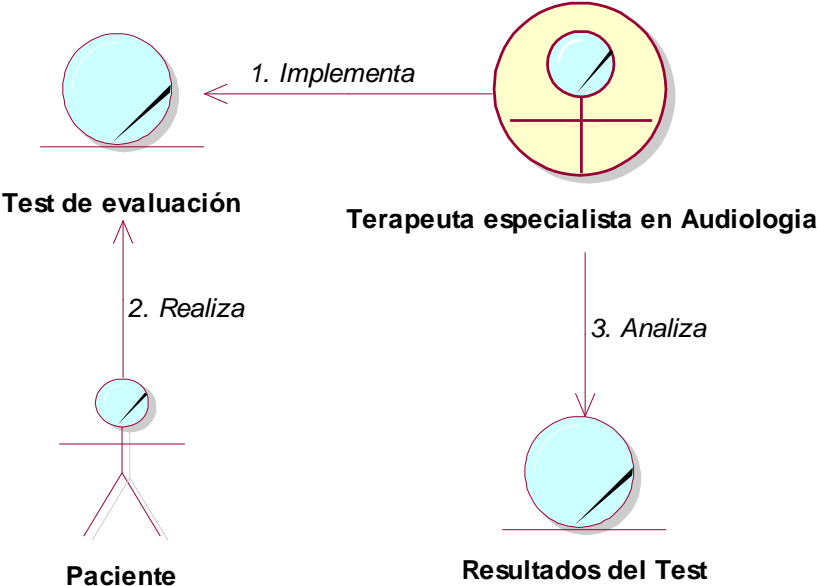 1. Implementa
Test de evaluación
Terapeuta especialista en Audiologia
2. Realiza
3. Analiza
Paciente
Resultados del Test